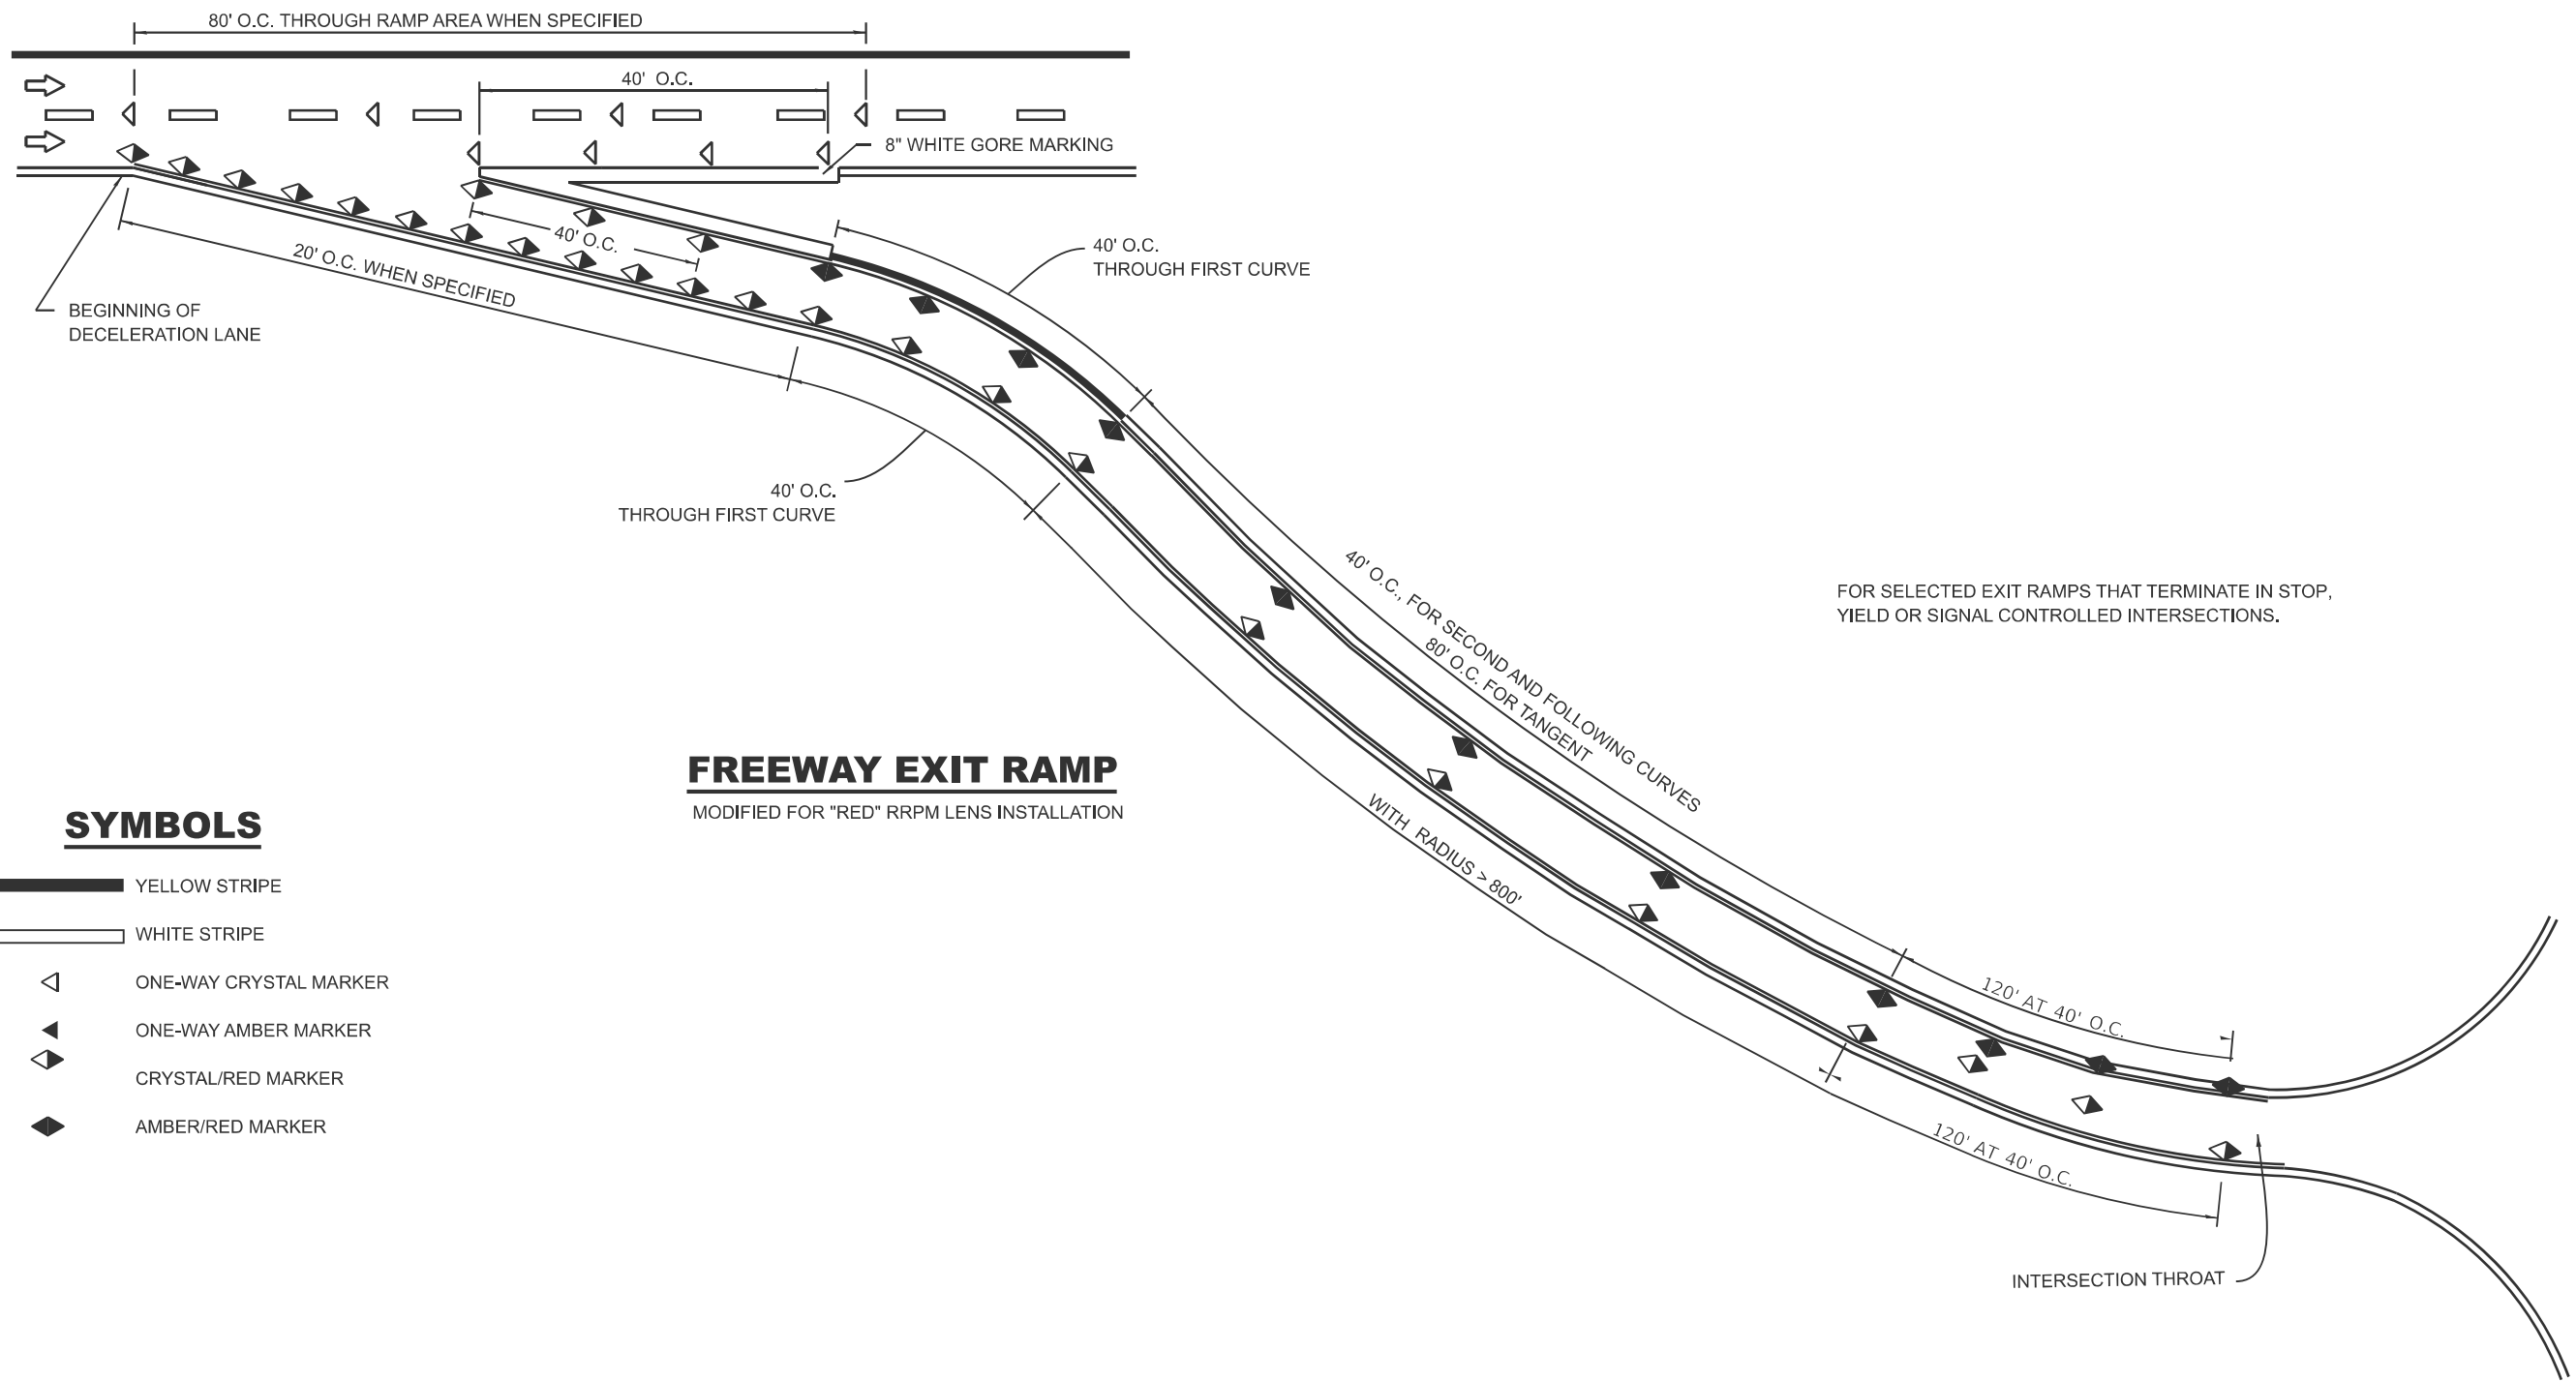 80' O.C. THROUGH RAMP AREA WHEN SPECIFIED
40' O.C.
8" WHITE GORE MARKING
40' O.C.
20' O.C. WHEN SPECIFIED
40' O.C.
THROUGH FIRST CURVE
BEGINNING OF
DECELERATION LANE
40' O.C.
THROUGH FIRST CURVE
40' O.C., FOR SECOND AND FOLLOWING CURVES
80' O.C. FOR TANGENT
WITH RADIUS > 800'
FOR SELECTED EXIT RAMPS THAT TERMINATE IN STOP,
YIELD OR SIGNAL CONTROLLED INTERSECTIONS.
FREEWAY EXIT RAMP
MODIFIED FOR "RED" RRPM LENS INSTALLATION
SYMBOLS
YELLOW STRIPE
WHITE STRIPE
ONE-WAY CRYSTAL MARKER
ONE-WAY AMBER MARKER
CRYSTAL/RED MARKER
AMBER/RED MARKER
120' AT 40' O.C.
120' AT 40' O.C.
INTERSECTION THROAT